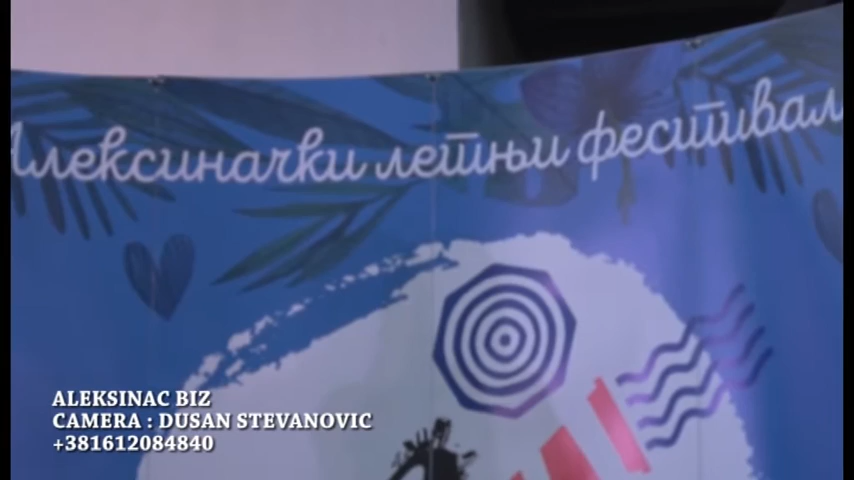 Алексиначки летњи фестивал
ALEKSINAC BIZ
CAMERA : DUSAN STEVANOVIC
+381612084840